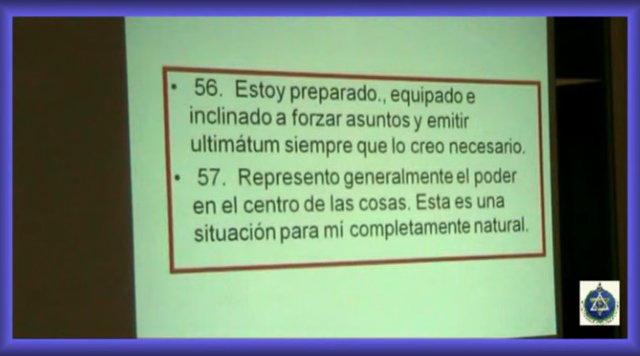 • 56. Estoy preparado., equipado e
inclinado a forzar asuntos y emitir
ultimátum siempre que lo creo necesario.
• 57. Represento generalmente el poder
en el centro de las cosas. Esta es una
situación para mí completamente natural.